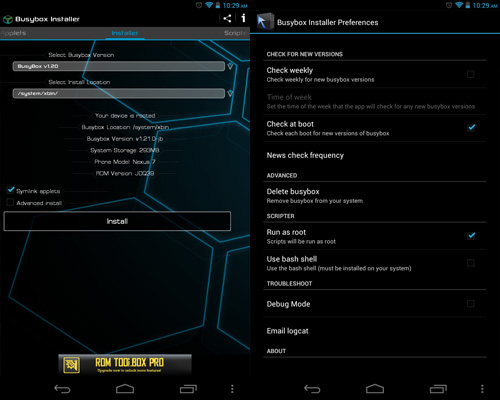 10:29 AM
Busybox Installer
Applets
Installer
Scripts
Select Busybox Version
BusyBox v1.20
Select Install Location
/system/xbin/
Your device is rooted
Busybox Location /system/xbin
Busybox Version v1.21.0-jb
System Storage 290MB
Phone Model Nexus 7
ROM Version JDQ39
Symlink applets
Advanced install
Install
ROM TOOLBOX PRO
Upgrade now to unlock more features!
10:29 AM
Busybox Installer Preferences
CHECK FOR NEW VERSIONS
Check weekly
Check weekly for new busybox versions
Time of week
Set the time of the week that the app will check for any new busybox versions
Check at boot
Check each boot for new versions of busybox
News check frequency
ADVANCED
Delete busybox
Remove busybox from your system
SCRIPTER
Run as root
Scripts will be run as root
Use bash shell
Use the bash shell (must be installed on your system)
TROUBLESHOOT
Debug Mode
Email logcat
ABOUT